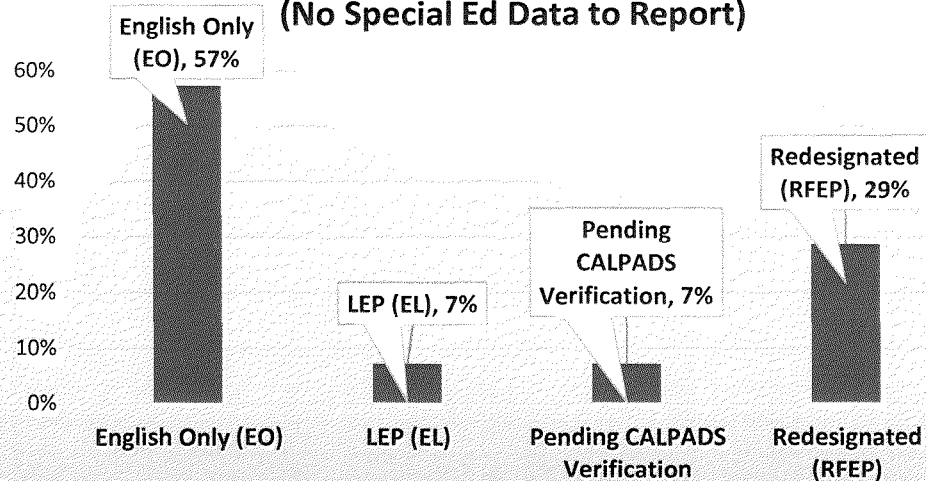 (No Special Ed Data to Report)
English Only
(EO), 57%
60%
50%
40%
30%
20%
10%
0%
LEP (EL), 7%
Pending
CALPADS
Verification, 7%
Redesignated
(RFEP), 29%
English Only (EO)
LEP (EL)
Pending CALPADS
Verification
Redesignated
(RFEP)